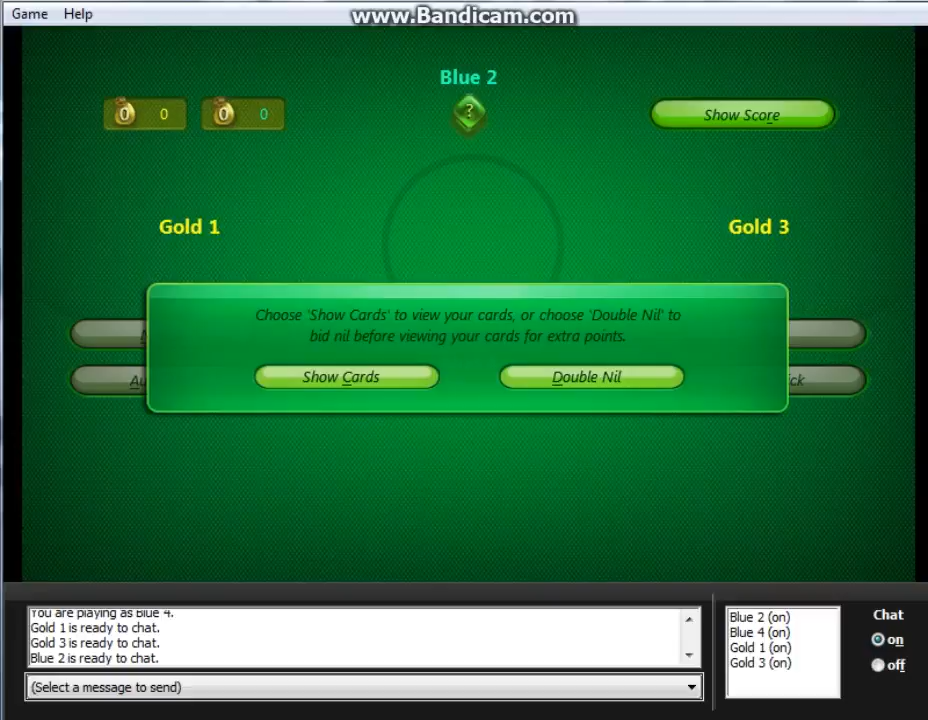 Game Help
www.Bandicam.com
Blue 2
0 0 0 0
?
Show Score
Gold 1
Gold 3
Choose 'Show Cards' to view your cards, or choose 'Double Nil' to
bid nil before viewing your cards for extra points.
Show Cards
Double Nil
You are playing as Blue 4.
Gold 1 is ready to chat.
Gold 3 is ready to chat.
Blue 2 is ready to chat.
(Select a message to send)
Blue 2 (on)
Blue 4 (on)
Gold 1 (on)
Gold 3 (on)
Chat
on
off